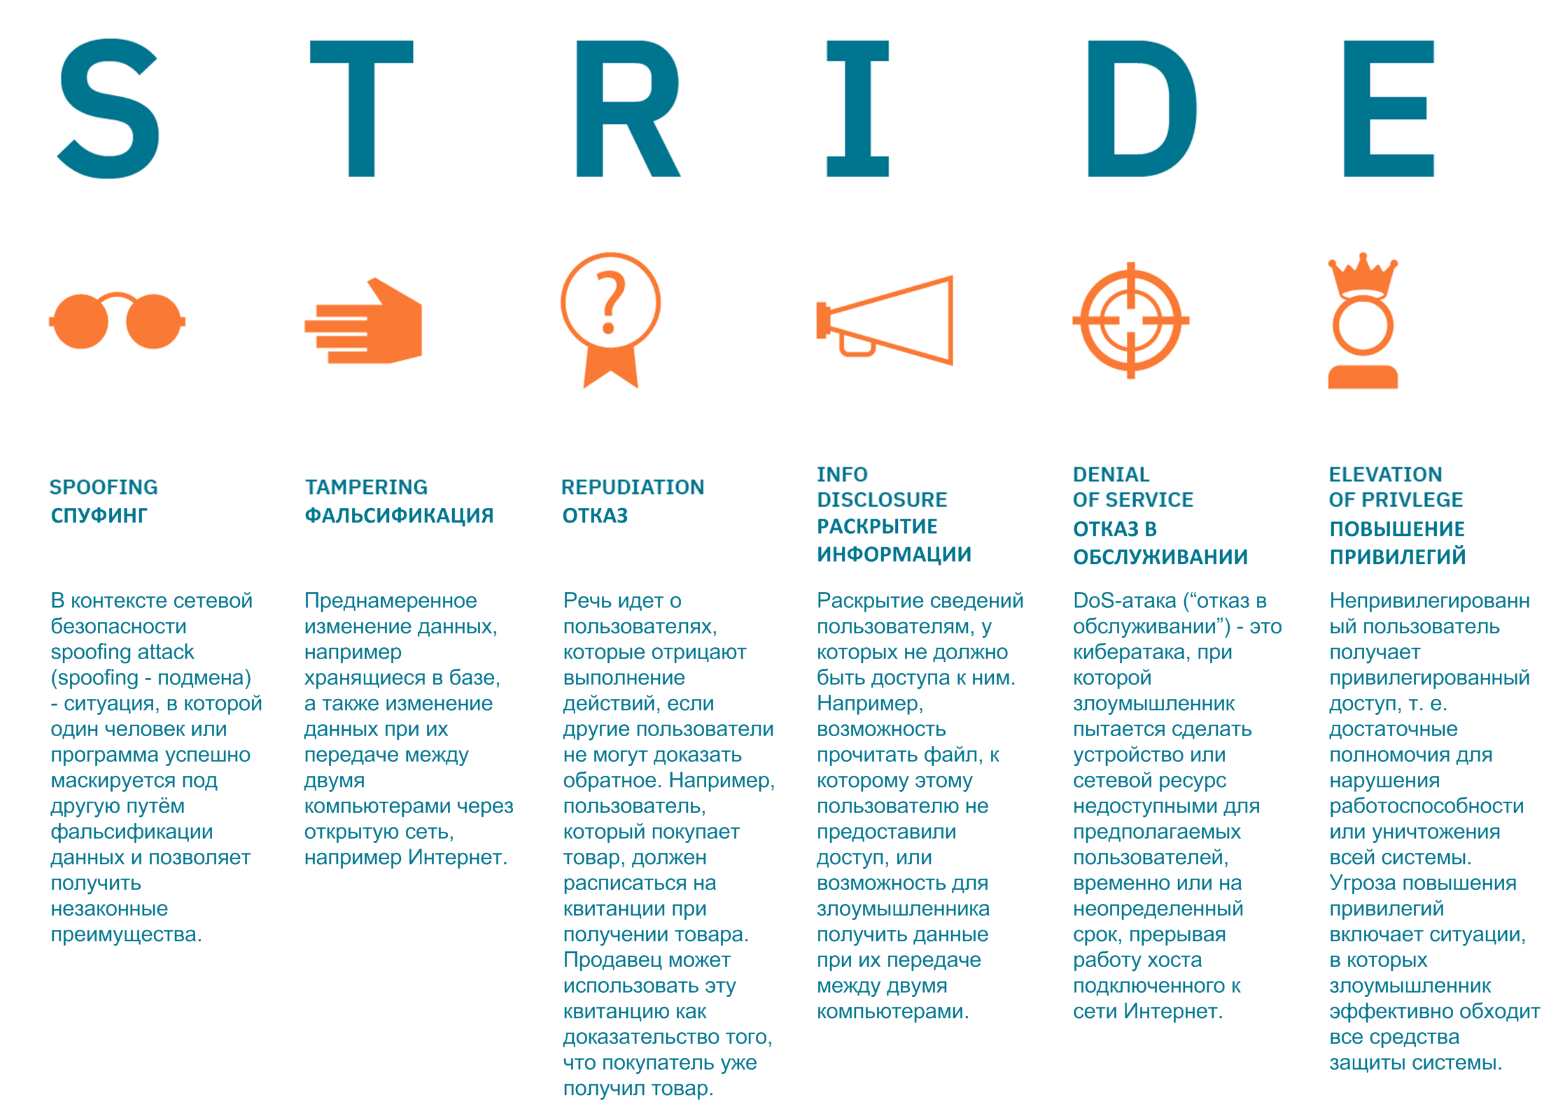 S T R I D E
?
SPOOFING
СПУФИНГ
В контексте сетевой
безопасности
spoofing attack
(spoofing - подмена)
- ситуация, в которой
один человек или
программа успешно
маскируется под
другую путём
фальсификации
данных и позволяет
получить
незаконные
преимущества.
TAMPERING
ФАЛЬСИФИКАЦИЯ
Преднамеренное
изменение данных,
например
хранящиеся в базе,
а также изменение
данных при их
передаче между
двумя
компьютерами через
открытую сеть,
например Интернет.
REPUDIATION
ОТКАЗ
Речь идет о
пользователях,
которые отрицают
выполнение
действий, если
другие пользователи
не могут доказать
обратное. Например,
пользователь,
который покупает
товар, должен
расписаться на
квитанции при
получении товара.
Продавец может
использовать эту
квитанцию как
доказательство того,
что покупатель уже
получил товар.
INFO
DISCLOSURE
РАСКРЫТИЕ
ИНФОРМАЦИИ
Раскрытие сведений
пользователям, у
которых не должно
быть доступа к ним.
Например,
возможность
прочитать файл, к
которому этому
пользователю не
предоставили
доступ, или
возможность для
злоумышленника
получить данные
при их передаче
между двумя
компьютерами.
DENIAL
OF SERVICE
ОТКАЗ В
ОБСЛУЖИВАНИИ
DoS-атака (“отказ в
обслуживании”) - это
кибератака, при
которой
злоумышленник
пытается сделать
устройство или
сетевой ресурс
недоступными для
предполагаемых
пользователей,
временно или на
неопределенный
срок, прерывая
работу хоста
подключенного к
сети Интернет.
ELEVATION
OF PRIVLEGE
ПОВЫШЕНИЕ
ПРИВИЛЕГИЙ
Непривилегированн
ый пользователь
получает
привилегированный
доступ, т. е.
достаточные
полномочия для
нарушения
работоспособности
или уничтожения
всей системы.
Угроза повышения
привилегий
включает ситуации,
в которых
злоумышленник
эффективно обходит
все средства
защиты системы.